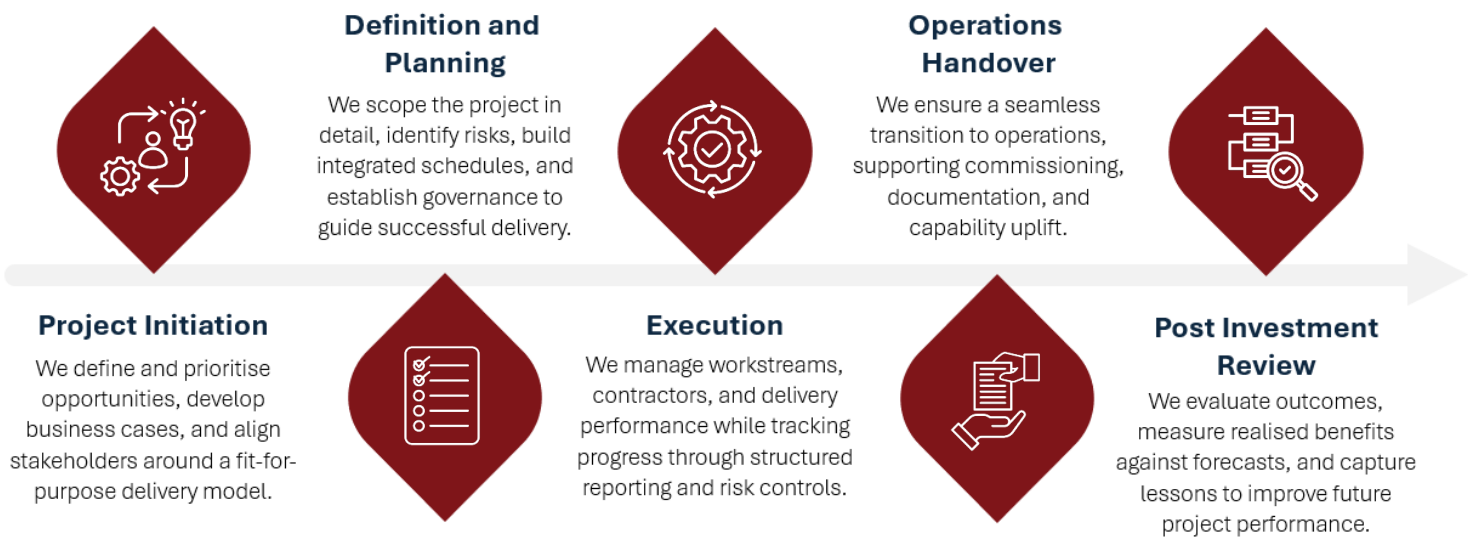 Project Initiation
We define and prioritise
opportunities, develop
business cases, and align
stakeholders around a fit-for-
purpose delivery model.
Definition and
Planning
We scope the project in
detail, identify risks, build
integrated schedules, and
establish governance to
guide successful delivery.
Execution
We manage workstreams,
contractors, and delivery
performance while tracking
progress through structured
reporting and risk controls.
Operations
Handover
We ensure a seamless
transition to operations,
supporting commissioning,
documentation, and
capability uplift.
Post Investment
Review
We evaluate outcomes,
measure realised benefits
against forecasts, and capture
lessons to improve future
project performance.